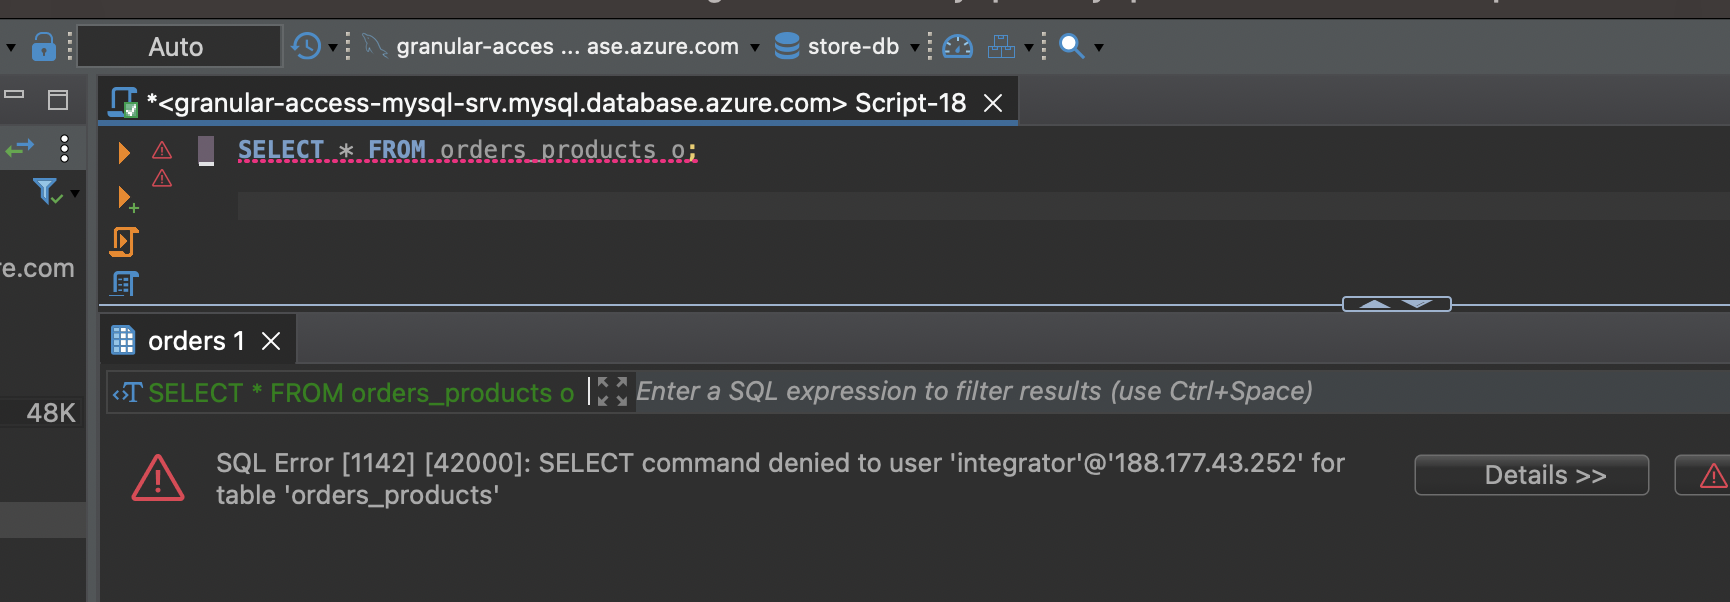 Auto
granular-acces ... ase.azure.com
store-db
*<granular-access-mysql-srv.mysql.database.azure.com> Script-18
SELECT * FROM orders_products o;
re.com
48K
orders 1
SELECT * FROM orders_products o
Enter a SQL expression to filter results (use Ctrl+Space)
SQL Error [1142] [42000]: SELECT command denied to user 'integrator'@'188.177.43.252' for
table 'orders_products'
Details >>